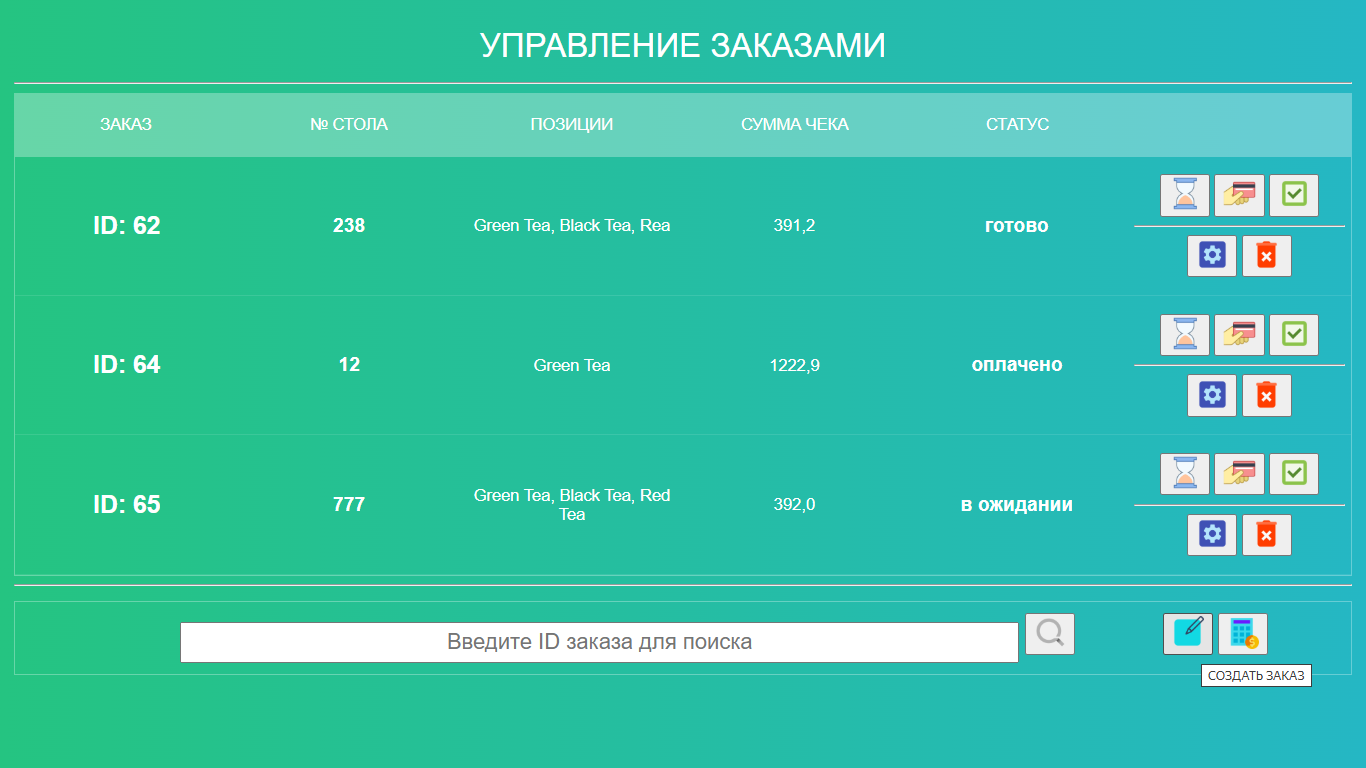 УПРАВЛЕНИЕ ЗАКАЗАМИ
ЗАКАЗ № СТОЛА ПОЗИЦИИ СУММА ЧЕКА СТАТУС
ID: 62 238 Green Tea, Black Tea, Rea 391,2 готово
ID: 64 12 Green Tea 1222,9 оплачено
ID: 65 777 Green Tea, Black Tea, Red 392,0 в ожидании
Tea
Введите ID заказа для поиска
СОЗДАТЬ ЗАКАЗ